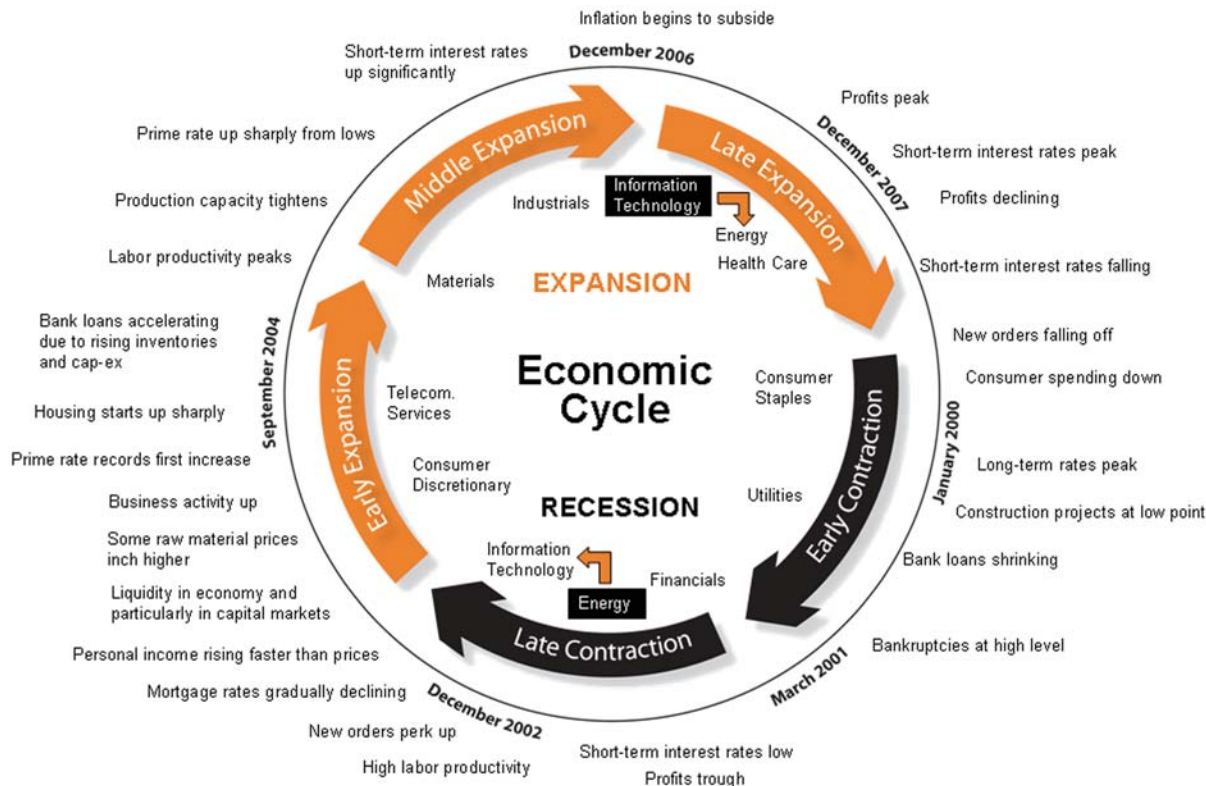 Inflation begins to subside
December 2006
Short-term interest rates
up significantly
Profits peak
Prime rate up sharply from lows
Middle Expansion
Late Expansion
December 2007
Short-term interest rates peak
Production capacity tightens
Industrials
Information
Technology
Profits declining
Energy
Labor productivity peaks
Health Care
Short-term interest rates falling
Materials
EXPANSION
Bank loans accelerating
due to rising inventories
and cap-ex
September 2004
New orders falling off
Economic
Cycle
Consumer
Staples
Consumer spending down
Telecom.
Services
Housing starts up sharply
Early Expansion
Early Contraction
January 2000
Prime rate records first increase
Consumer
Discretionary
Long-term rates peak
Business activity up
RECESSION
Utilities
Construction projects at low point
Some raw material prices
inch higher
Information
Technology
Financials
Bank loans shrinking
Liquidity in economy and
particularly in capital markets
Energy
Late Contraction
Bankruptcies at high level
Personal income rising faster than prices
March 2001
Mortgage rates gradually declining
December 2002
New orders perk up
Short-term interest rates low
High labor productivity
Profits trough